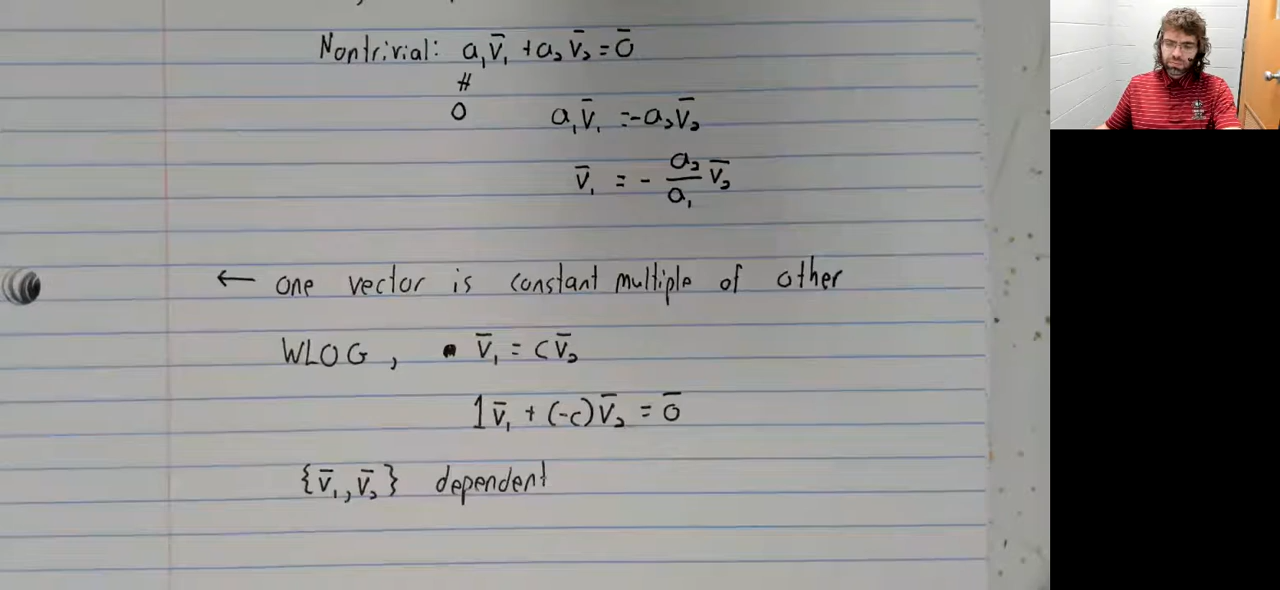 Nontrivial: a₁v̄₁ + a₂v̄₂ = 0̄
≠
0
a₁v̄₁ = -a₂v̄₂
v̄₁ = - a₂/a₁ v̄₂
← one vector is constant multiple of other
WLOG, v̄₁ = cv̄₂
1v̄₁ + (-c)v̄₂ = 0̄
{v̄₁, v̄₂} dependent